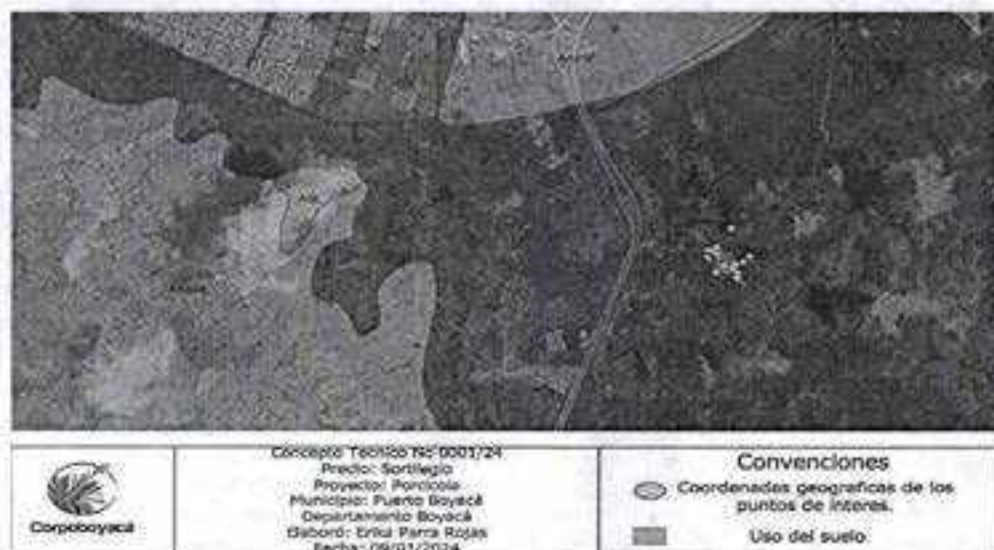 Concepto Técnico No 0001/24
Predio: Sortilegio
Proyecto: Porcicola
Municipio: Puerto Boyacá
Departamento Boyacá
Elaboró: Erika Parra Rojas
Fecha: 09/01/2024
Corpoboyacá
Convenciones
Coordenadas geograficas de los
puntos de interes.
Uso del suelo